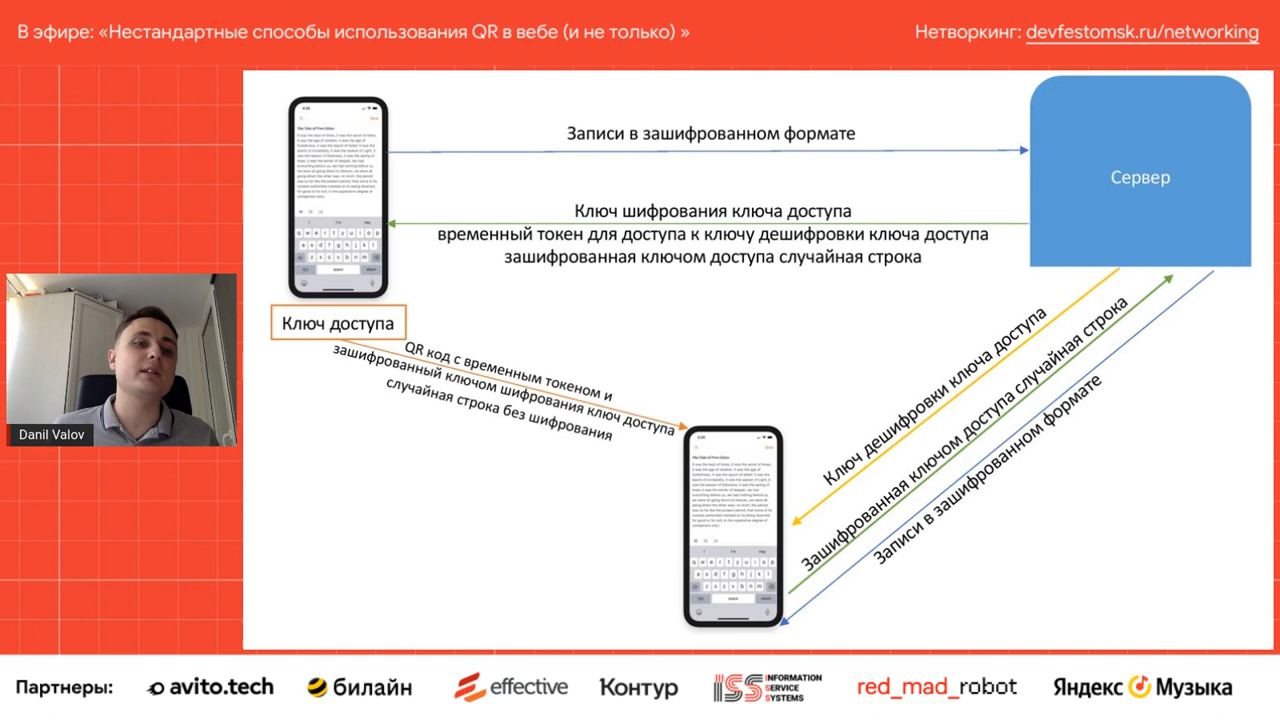 В эфире: «Нестандартные способы использования QR в вебе (и не только) »
Нетворкинг: devfestomsk.ru/networking
Записи в зашифрованном формате
Сервер
Ключ шифрования ключа доступа
временный токен для доступа к ключу дешифровки ключа доступа
зашифрованная ключом доступа случайная строка
Ключ доступа
QR код с временным токеном и
зашифрованный ключом шифрования ключ доступа
случайная строка без шифрования
Ключ дешифровки ключа доступа
Зашифрованная ключом доступа случайная строка
Записи в зашифрованном формате
Danil Valov
Партнеры:
avito.tech
билайн
effective
Контур
ISS INFORMATION
SERVICE
SYSTEMS
red_mad_robot
Яндекс Музыка